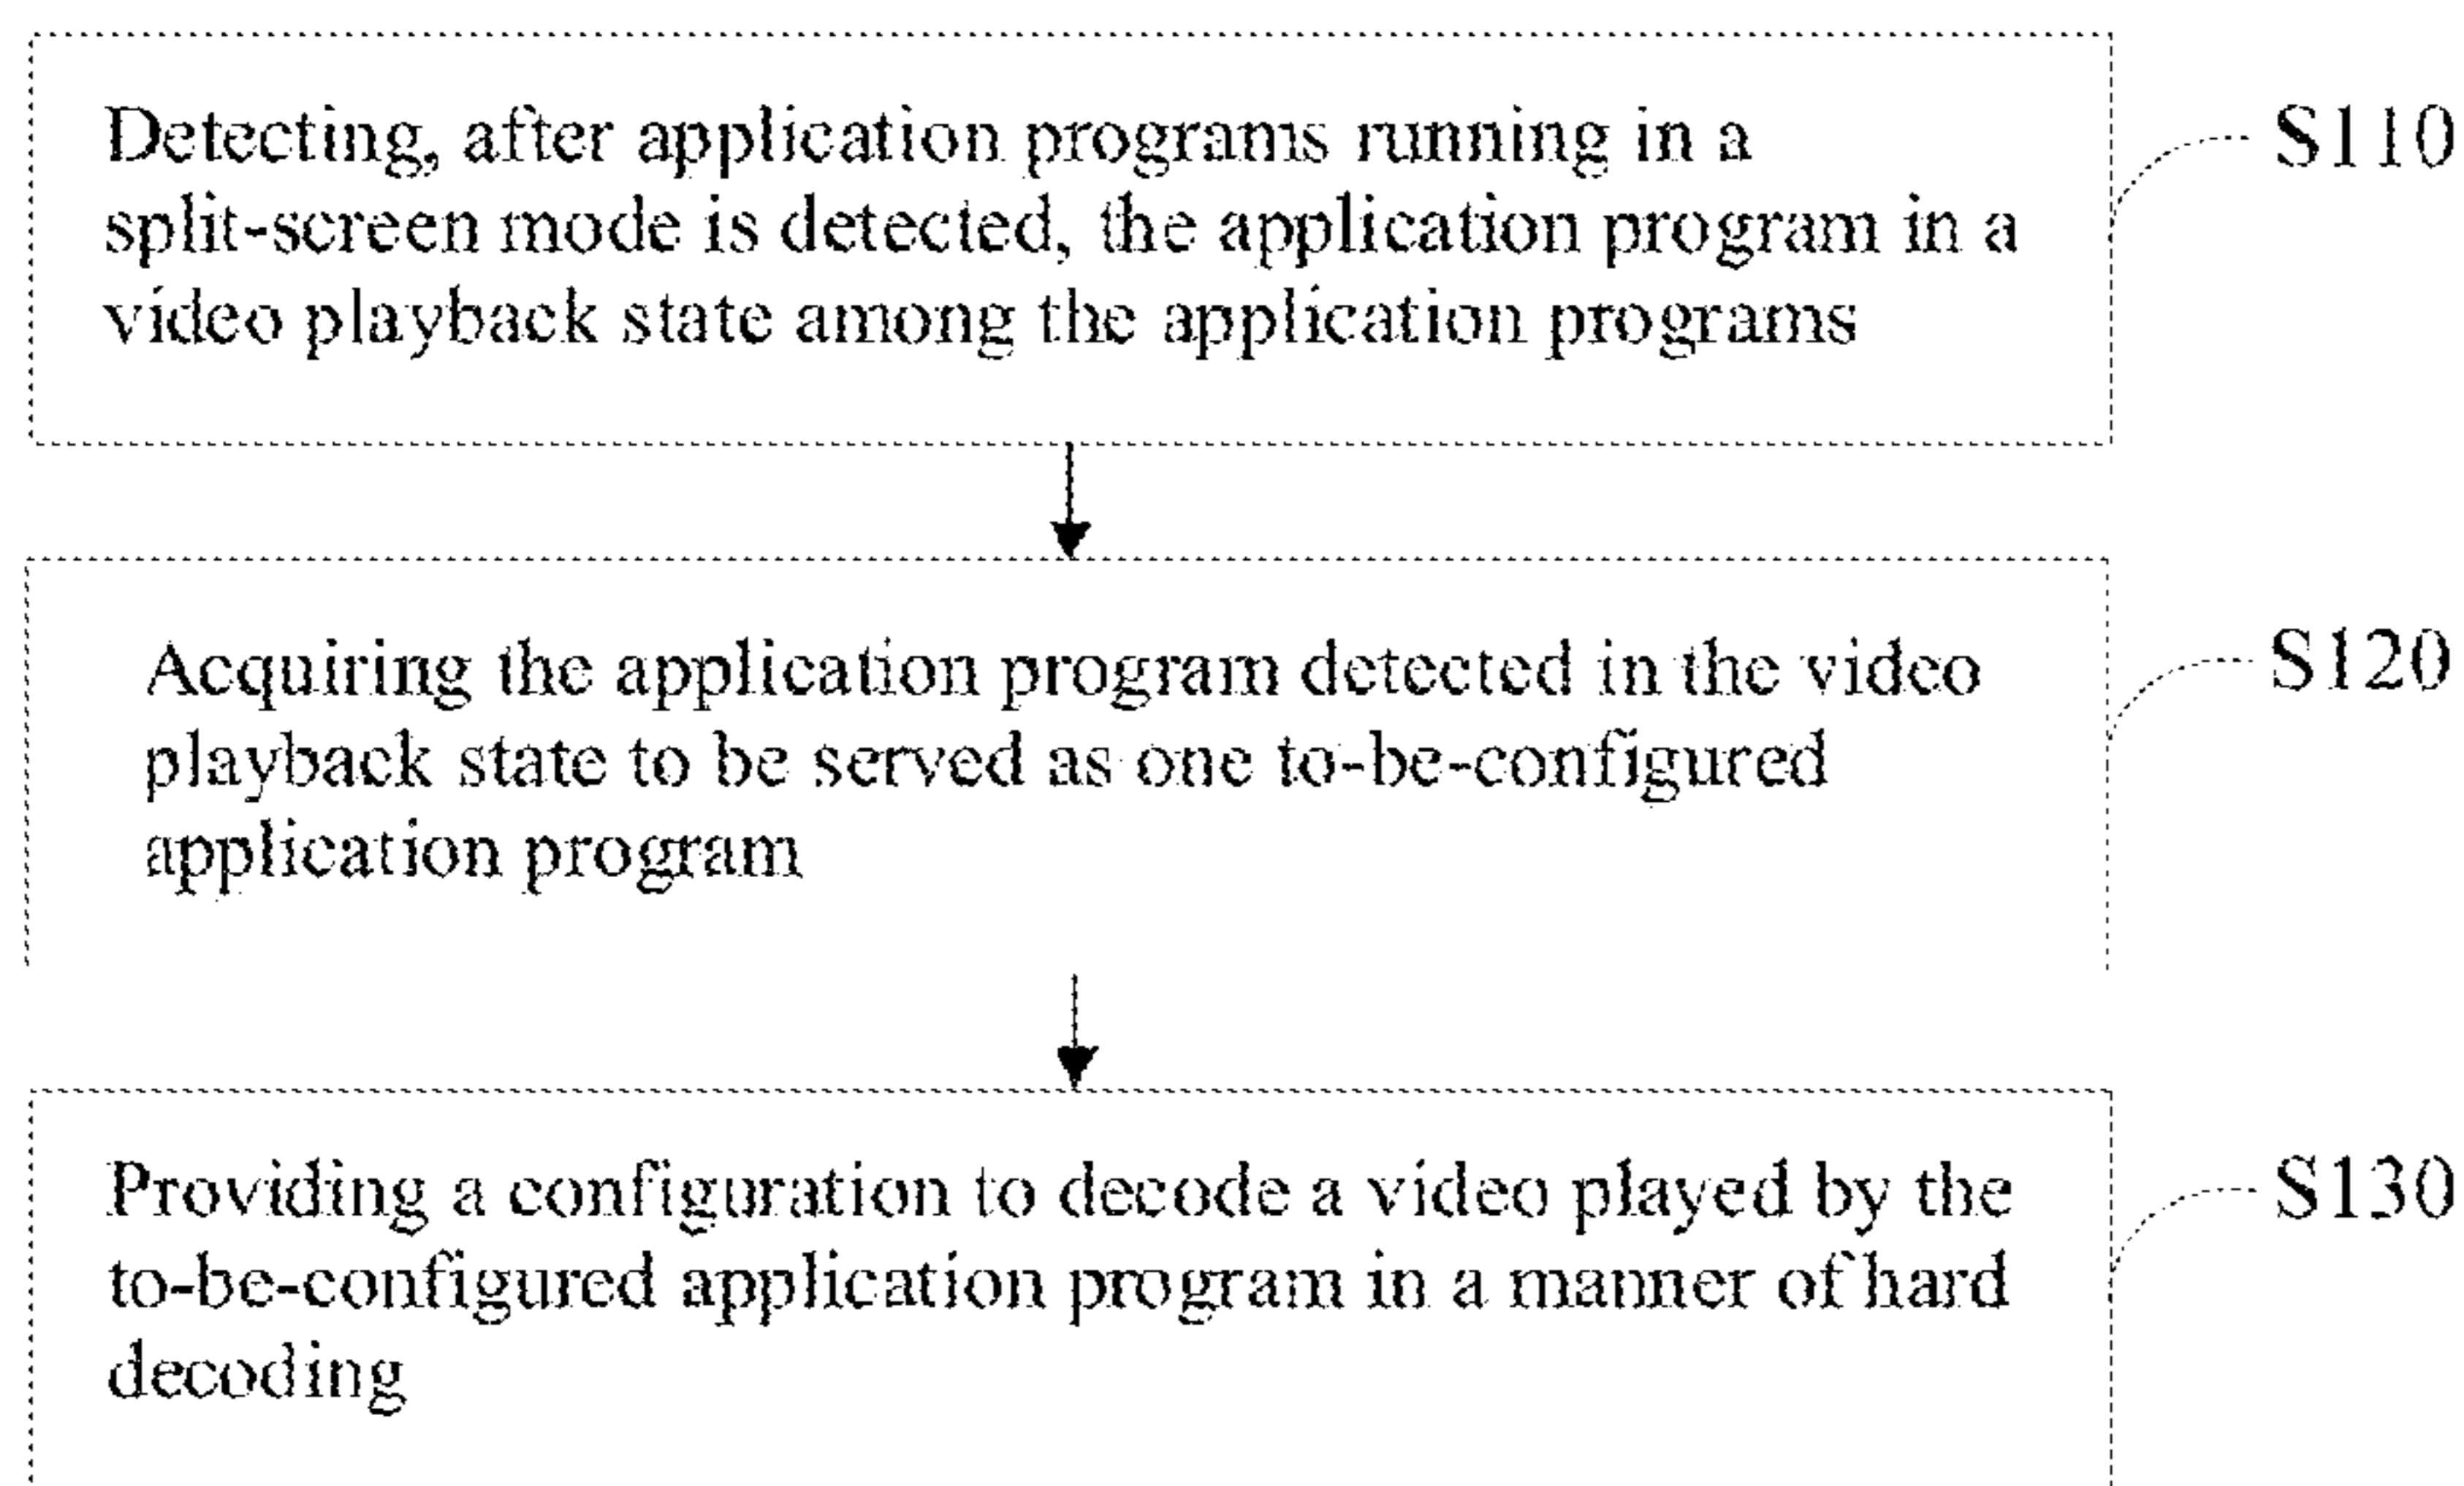 Detecting, after application programs running in a
split-screen mode is detected, the application program in a
video playback state among the application programs
S110
Acquiring the application program detected in the video
playback state to be served as one to-be-configured
application program
S120
Providing a configuration to decode a video played by the
to-be-configured application program in a manner of hard
decoding
S130